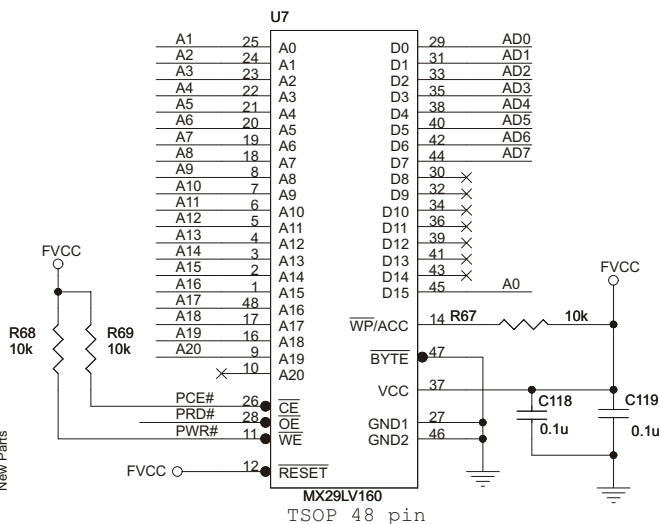 U7
A1 25 A0 D0 29 AD0
A2 24 A1 D1 31 AD1
A3 23 A2 D2 33 AD2
A4 22 A3 D3 35 AD3
A5 21 A4 D4 38 AD4
A6 20 A5 D5 40 AD5
A7 19 A6 D6 42 AD6
A8 18 A7 D7 44 AD7
A9 8 A8 D8 30
A10 7 A9 D9 32
A11 6 A10 D10 34
A12 5 A11 D11 36
A13 4 A12 D12 39
A14 3 A13 D13 41
A15 2 A14 D14 43
A16 1 A15 D15 45 A0
A17 48 A16
A18 17 A17 WP/ACC 14 R67 10k
A19 16 A18
A20 9 A19 BYTE 47
10 A20
FVCC
FVCC
R68
10k
R69
10k
VCC 37
C118
0.1u
C119
0.1u
PCE# 26 CE
PRD# 28 OE GND1 27
PWR# 11 WE GND2 46
FVCC 12 RESET
MX29LV160
TSOP 48 pin
New Parts